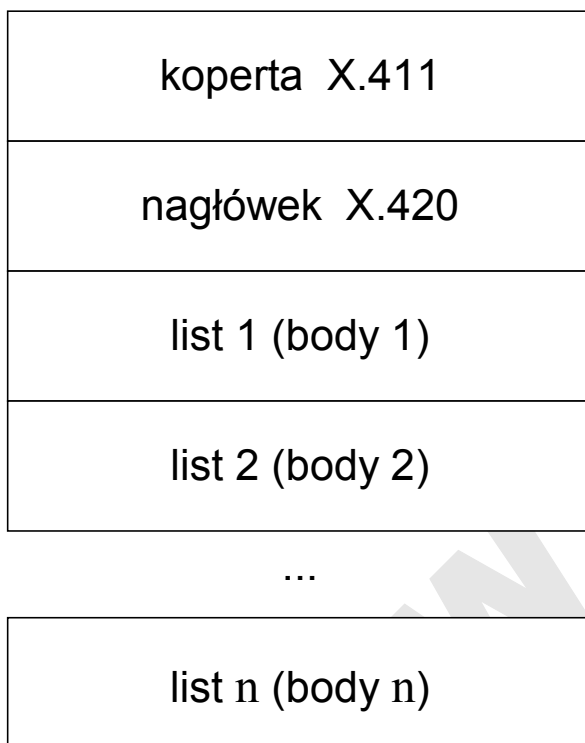 koperta X.411
nagłówek X.420
list 1 (body 1)
list 2 (body 2)
...
list n (body n)